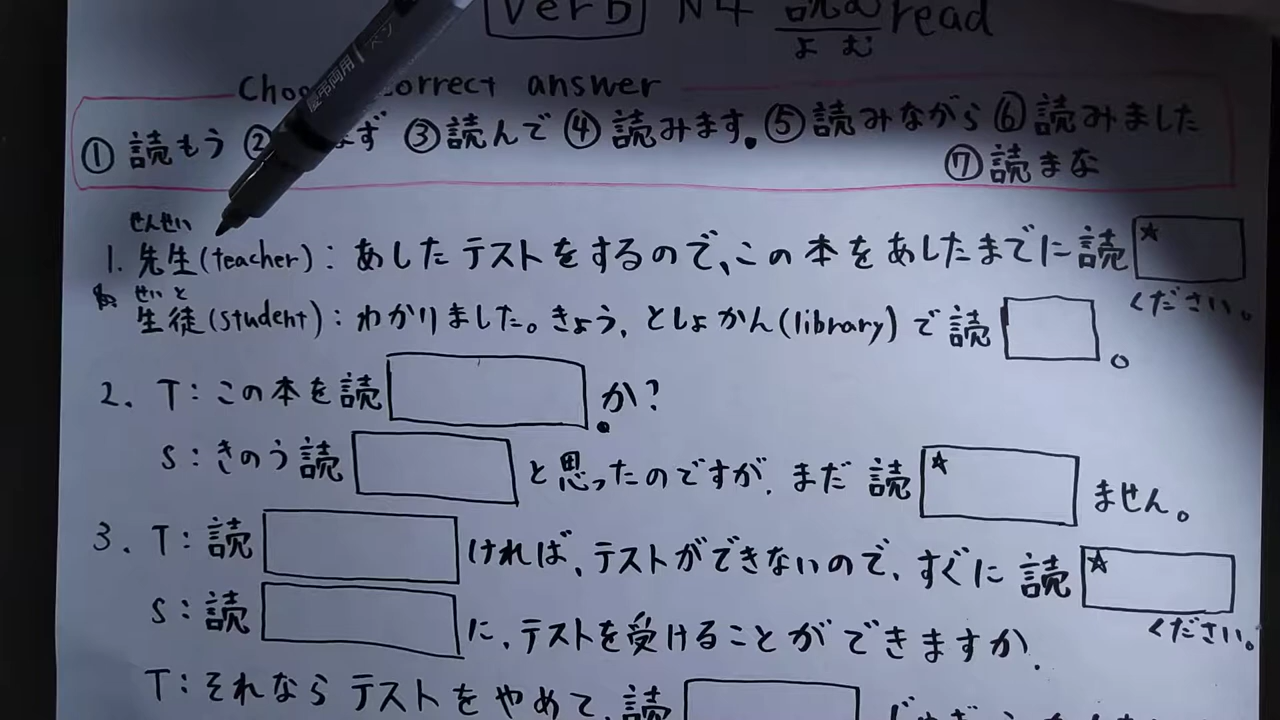 Verb N4 読む read
よむ
correct answer
①読もう ② ず ③読んで ④読みます。⑤読みながら ⑥読みました
⑦読まな
せんせい
1. 先生(teacher): あしたテストをするので、この本をあしたまでに読☆
ください。
せいと
生徒(student): わかりました。きょう、としょかん(library)で読 。
2. T: この本を読 か?
S: きのう読 と思ったのですが、まだ読☆ ません。
3. T: 読 ければ、テストができないので、すぐに読☆
ください。
S: 読 に、テストを受けることができますか。
T: それならテストをやめて、読